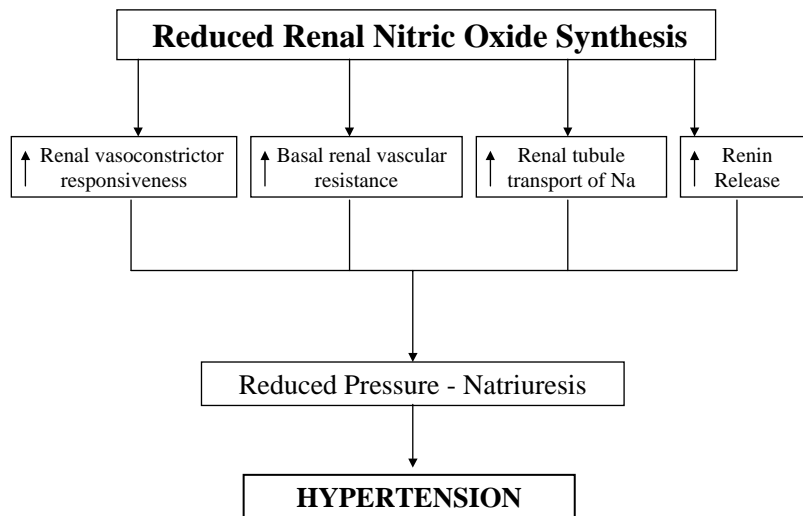 Reduced Renal Nitric Oxide Synthesis
Renal vasoconstrictor
responsiveness
Basal renal vascular
resistance
Renal tubule
transport of Na
Renin
Release
Reduced Pressure - Natriuresis
HYPERTENSION